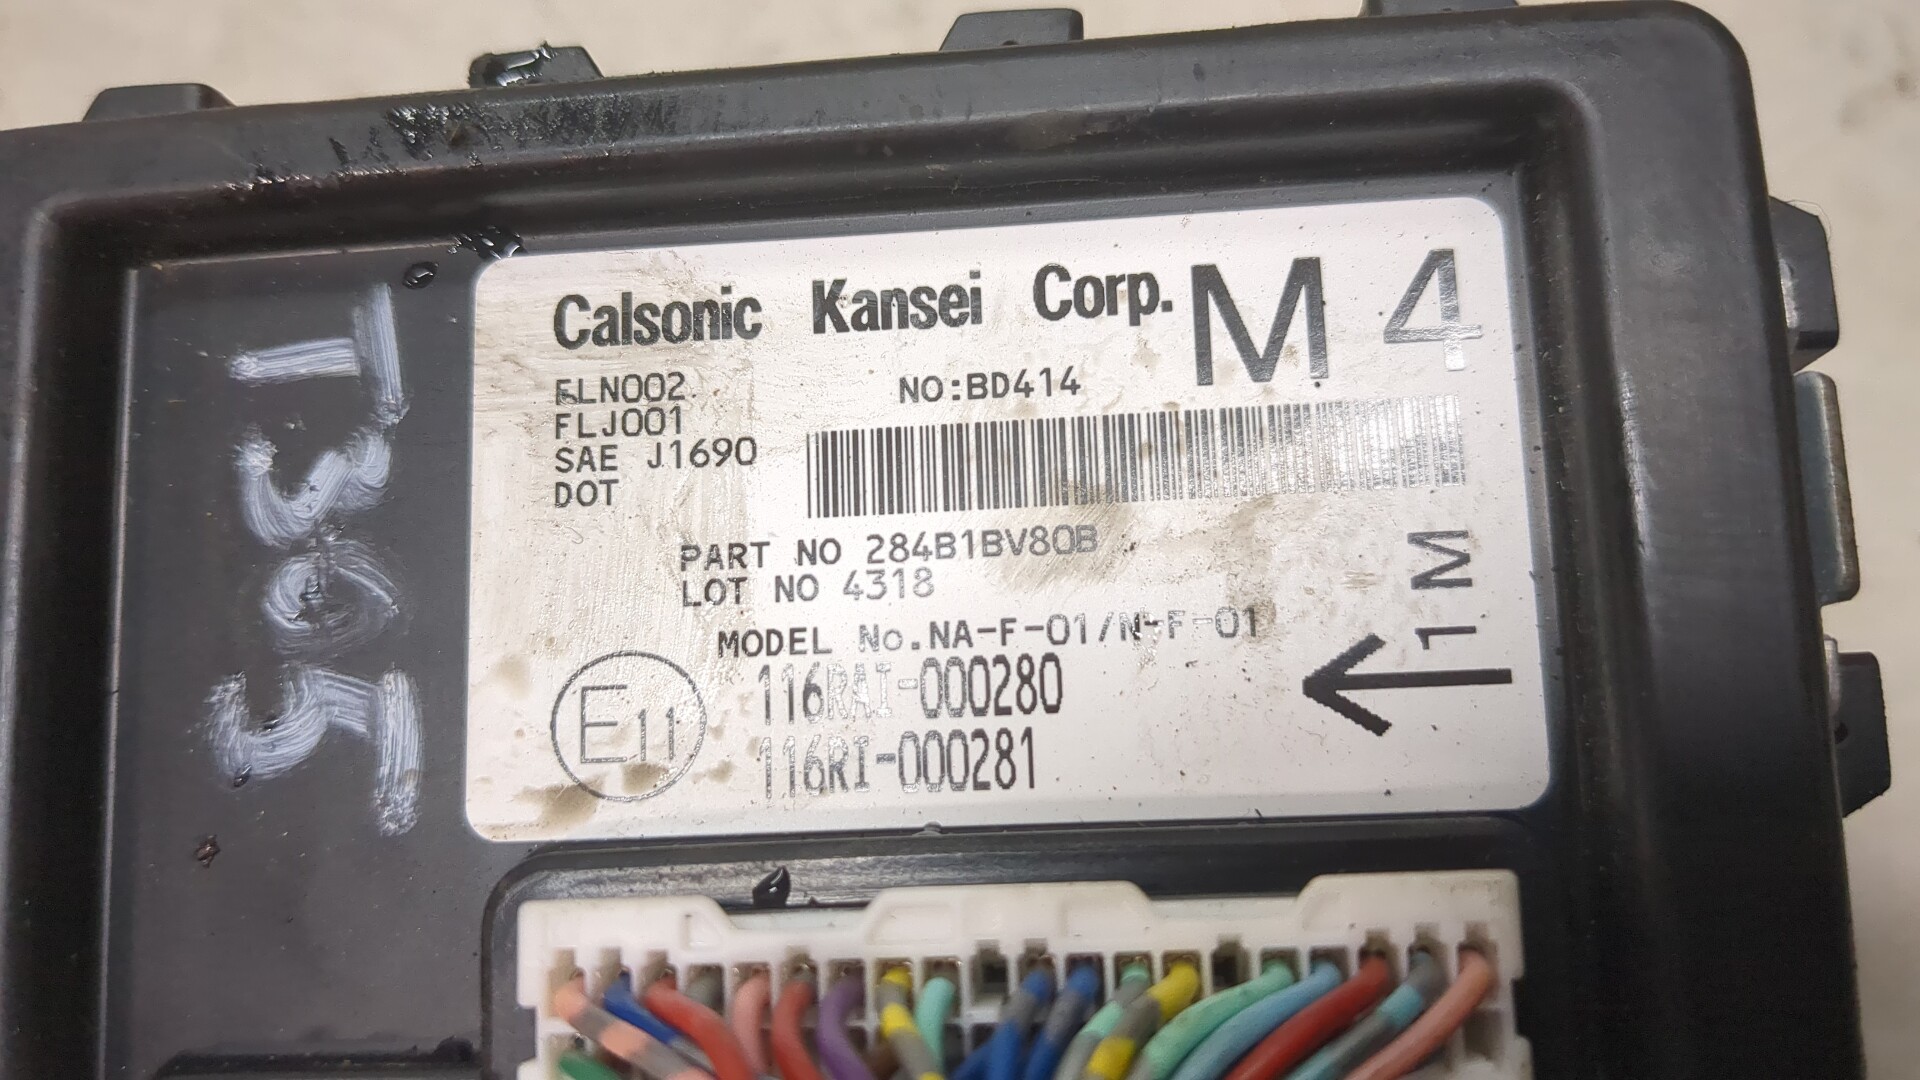 Calsonic Kansei Corp. M 4
FLN002 NO:BD414
FLJ001
SAE J1690
DOT
PART NO 284B1BV80B
LOT NO 4318
MODEL No.NA-F-01/ -F-01
E11
116RAI-000280
116RI-000281
1M